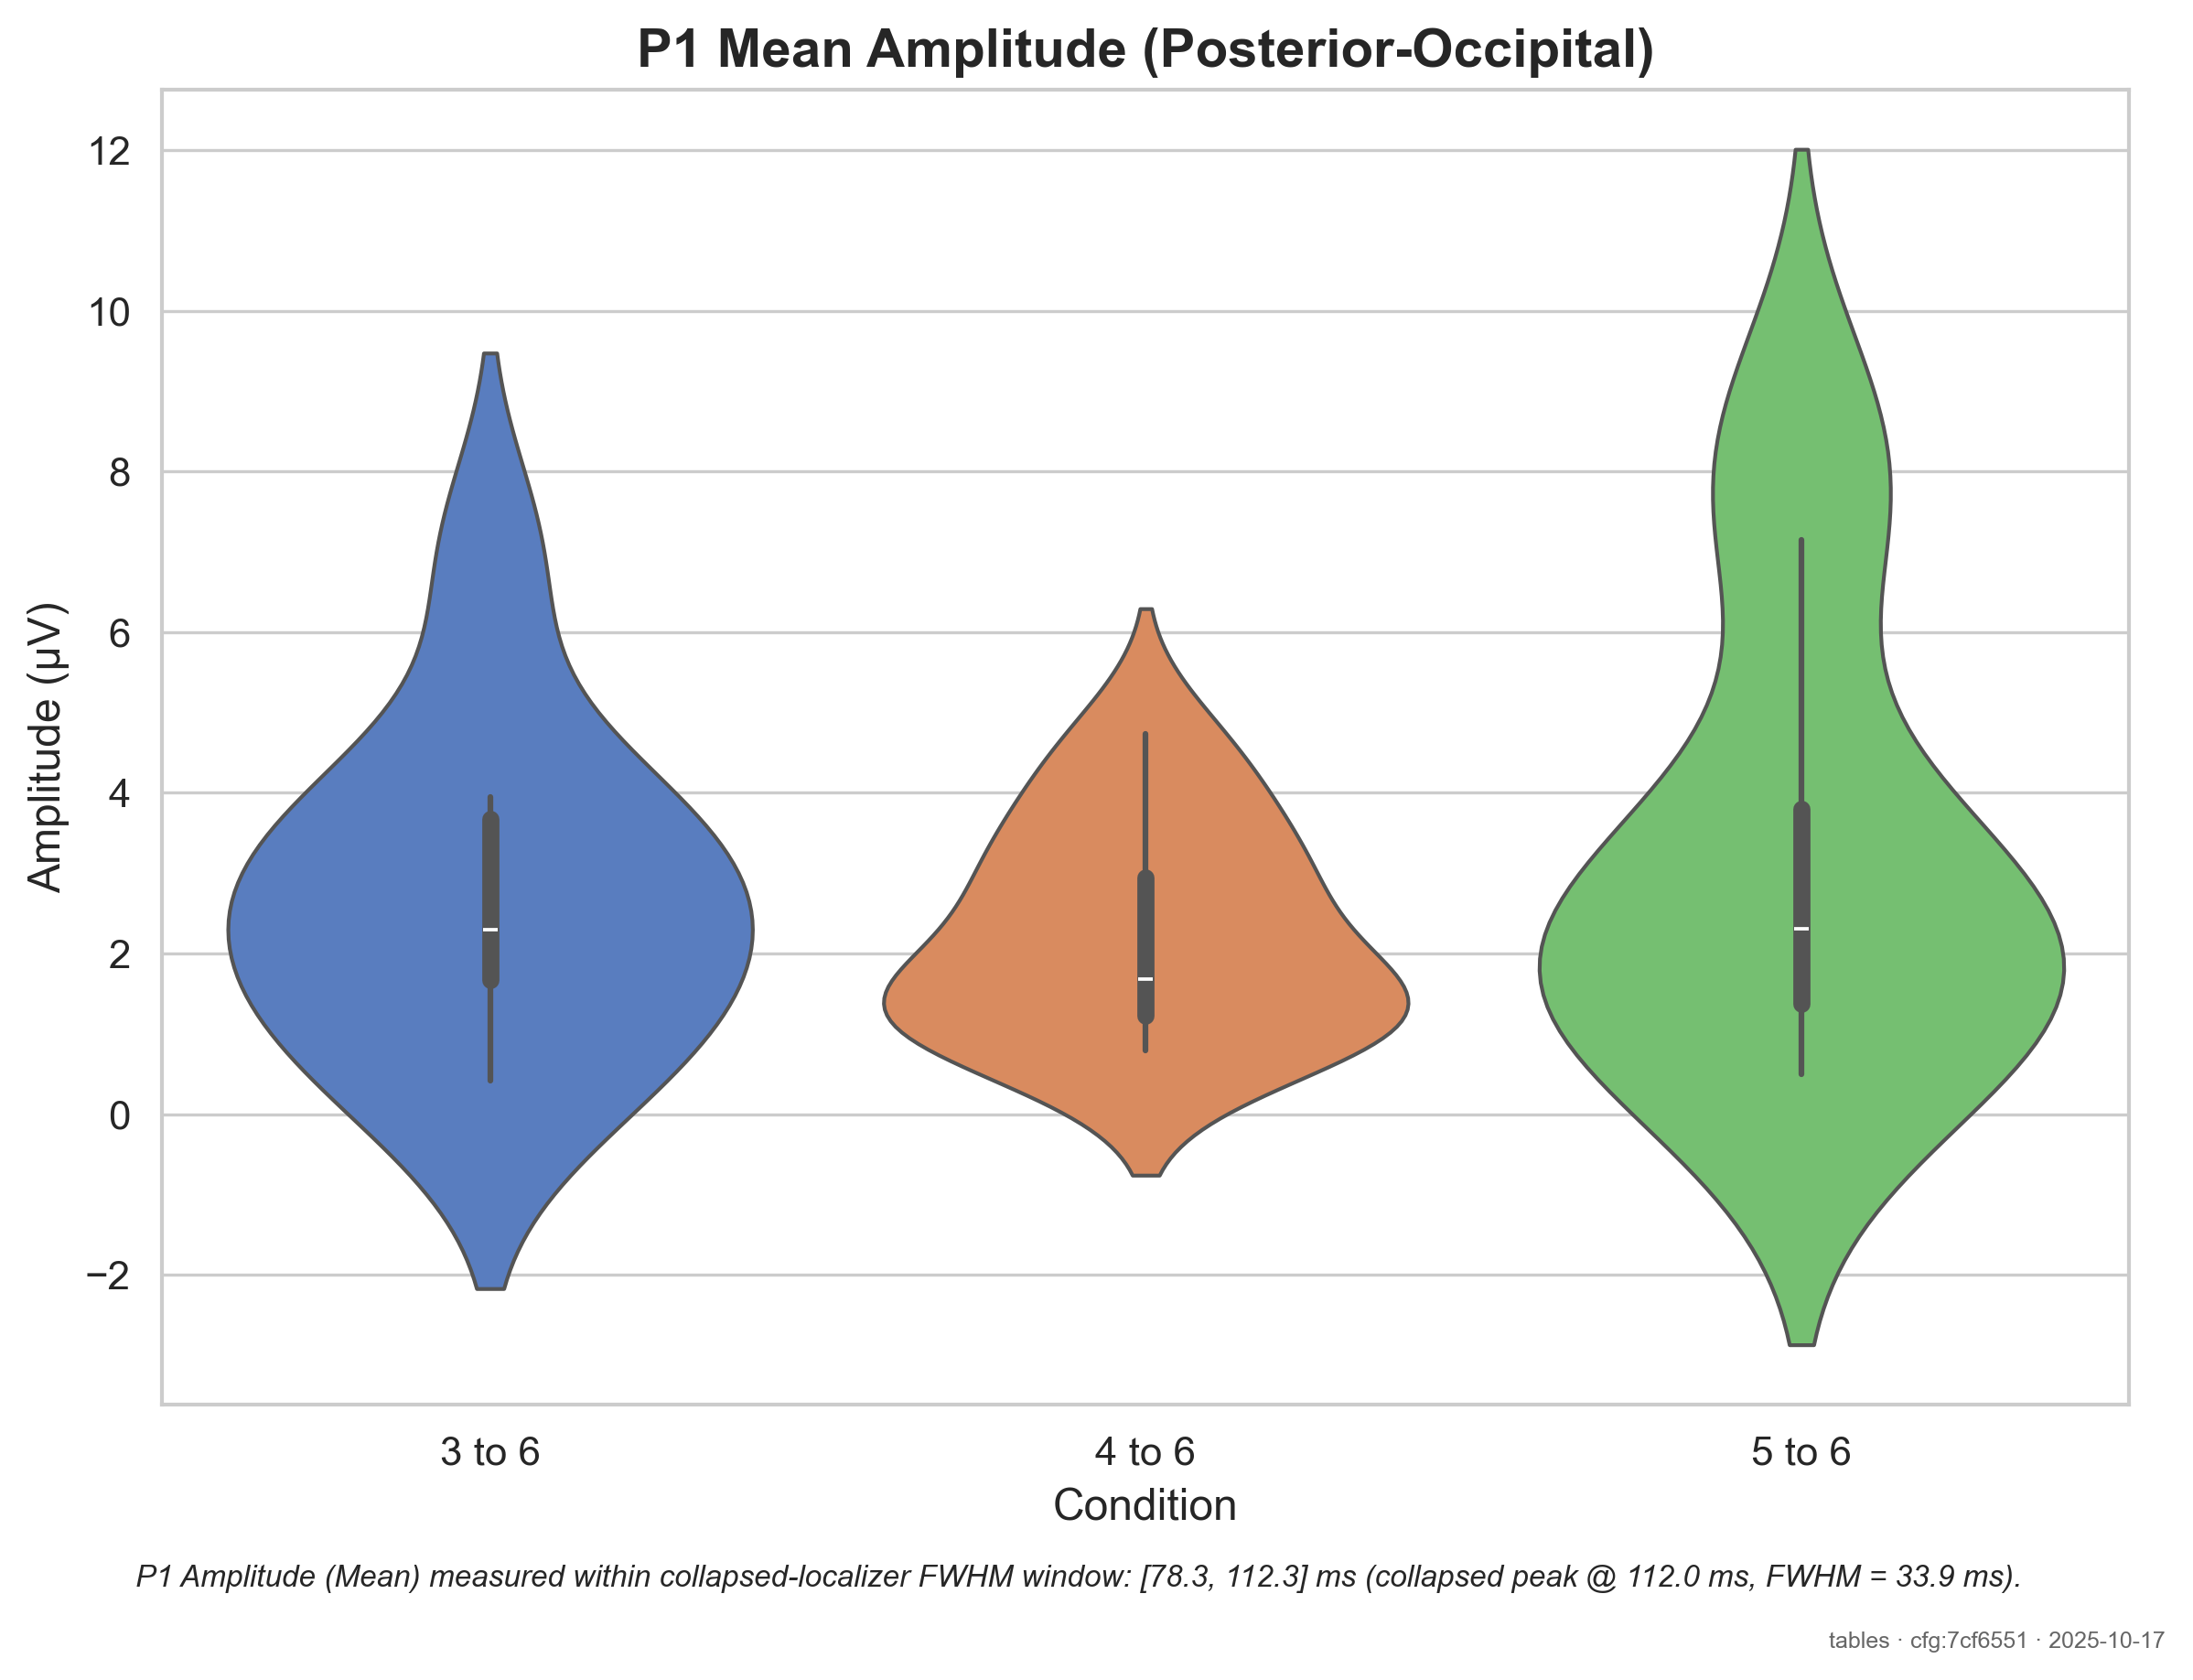 P1 Mean Amplitude (Posterior-Occipital)
Amplitude (µV)
12
10
8
6
4
2
0
−2
3 to 6
4 to 6
5 to 6
Condition
P1 Amplitude (Mean) measured within collapsed-localizer FWHM window: [78.3, 112.3] ms (collapsed peak @ 112.0 ms, FWHM = 33.9 ms).
tables · cfg:7cf6551 · 2025-10-17